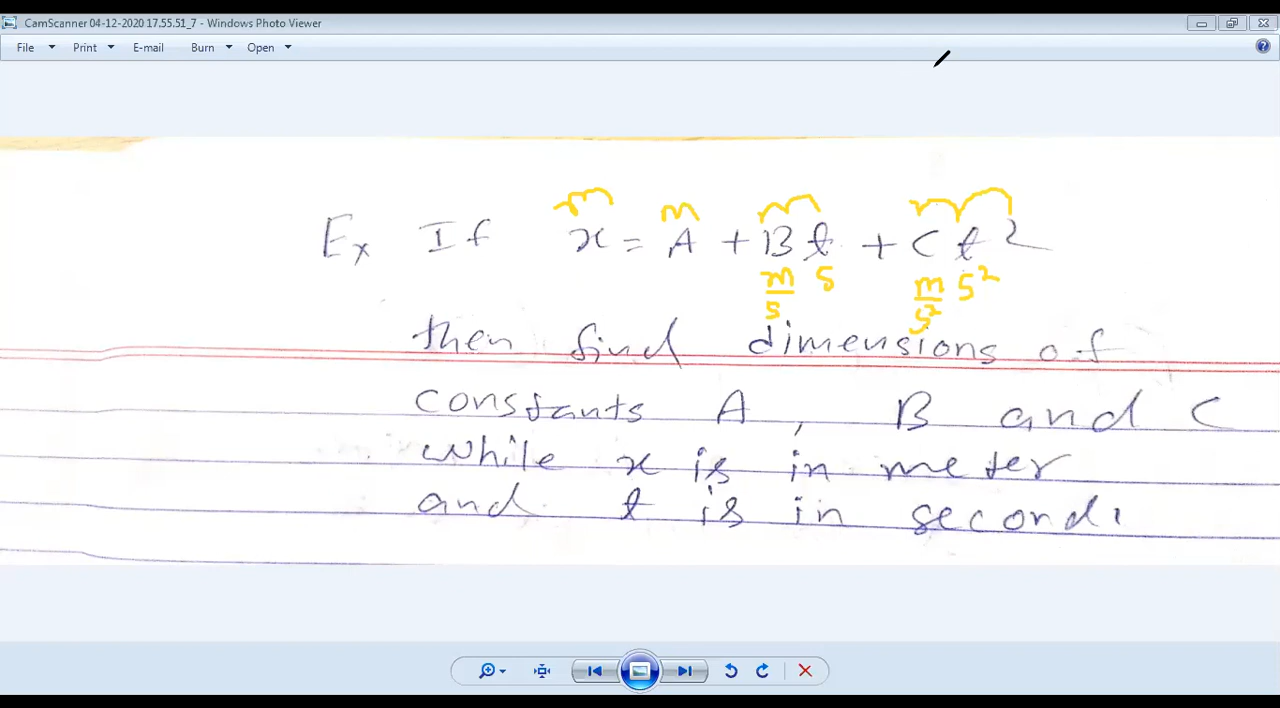 CamScanner 04-12-2020 17.55.51_7 - Windows Photo Viewer
File Print E-mail Burn Open
m m m m
Ex If x = A + Bt + Ct²
m/s s m/s² s²
then find dimensions of
constants A, B and C
while x is in meter
and t is in second.